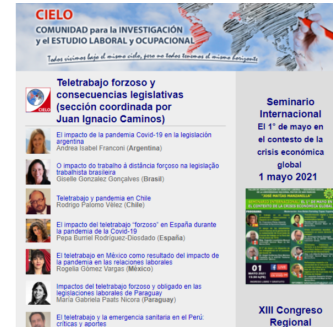 CIELO
COMUNIDAD para la INVESTIGACIÓN
y el ESTUDIO LABORAL y OCUPACIONAL
Todos vivimos bajo el mismo cielo, pero no todos tenemos el mismo horizonte
Teletrabajo forzoso y
consecuencias legislativas
(sección coordinada por
Juan Ignacio Caminos)
El impacto de la pandemia Covid-19 en la legislación
argentina
Andrea Isabel Franconi (Argentina)
O impacto do trabalho à distância forçoso na legislação
trabalhista brasileira
Giselle Gonzalez Gonçalves (Brasil)
Teletrabajo y pandemia en Chile
Rodrigo Palomo Vélez (Chile)
El impacto del teletrabajo "forzoso" en España durante
la pandemia de la Covid-19
Pepa Burriel Rodríguez-Diosdado (España)
El teletrabajo en México como resultado del impacto de
la pandemia en las relaciones laborales
Rogelia Gómez Vargas (México)
Impactos del teletrabajo forzoso y obligado en las
legislaciones laborales de Paraguay
María Gabriela Paats Nicora (Paraguay)
El teletrabajo y la emergencia sanitaria en el Perú:
críticas y aportes
Seminario
Internacional
El 1° de mayo en
el contesto de la
crisis económica
global
1 mayo 2021
01
XIII Congreso
Regional